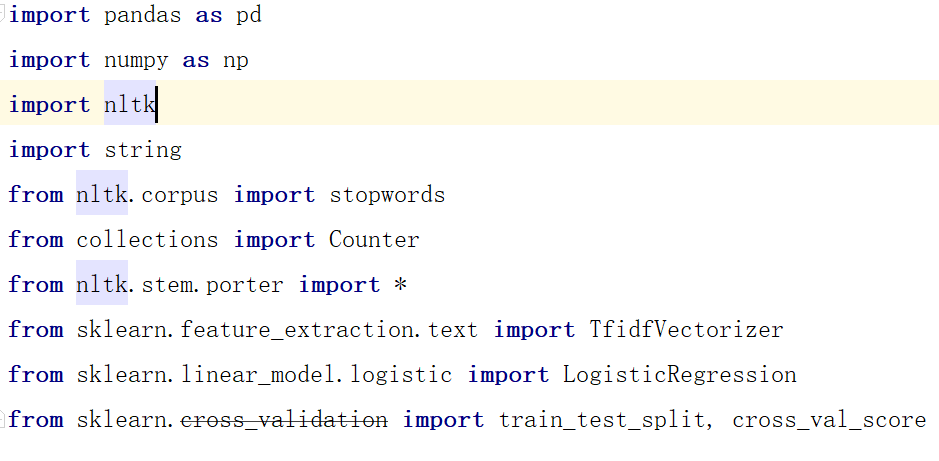 import pandas as pd
import numpy as np
import nltk
import string
from nltk.corpus import stopwords
from collections import Counter
from nltk.stem.porter import *
from sklearn.feature_extraction.text import TfidfVectorizer
from sklearn.linear_model.logistic import LogisticRegression
from sklearn.cross_validation import train_test_split, cross_val_score